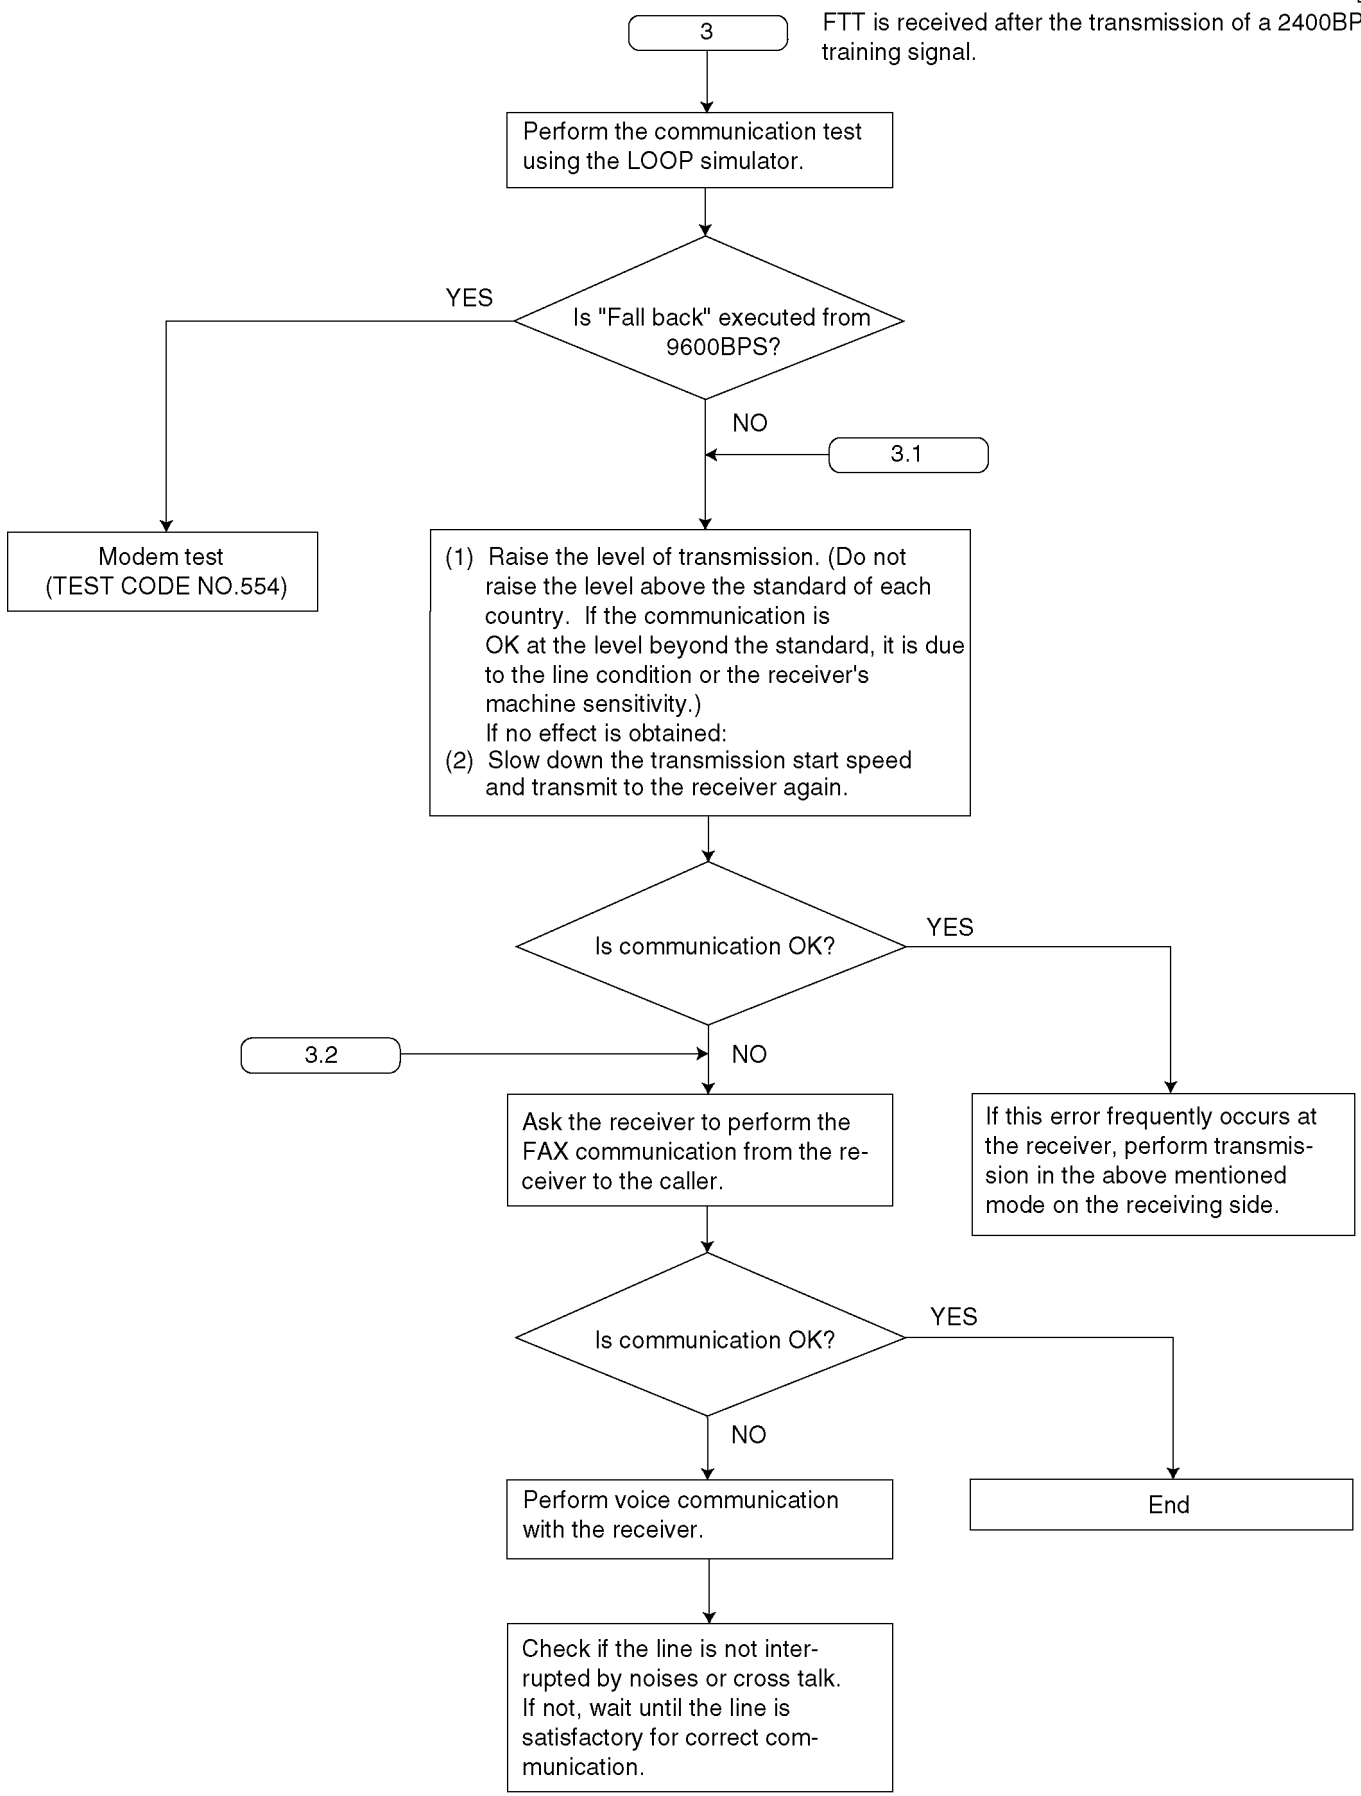 3
FTT is received after the transmission of a 2400BP
training signal.
Perform the communication test
using the LOOP simulator.
YES
Is "Fall back" executed from
9600BPS?
NO
3.1
Modem test
(TEST CODE NO.554)
(1) Raise the level of transmission. (Do not
raise the level above the standard of each
country. If the communication is
OK at the level beyond the standard, it is due
to the line condition or the receiver's
machine sensitivity.)
If no effect is obtained:
(2) Slow down the transmission start speed
and transmit to the receiver again.
YES
Is communication OK?
3.2
NO
Ask the receiver to perform the
FAX communication from the re-
ceiver to the caller.
If this error frequently occurs at
the receiver, perform transmis-
sion in the above mentioned
mode on the receiving side.
YES
Is communication OK?
NO
Perform voice communication
with the receiver.
End
Check if the line is not inter-
rupted by noises or cross talk.
If not, wait until the line is
satisfactory for correct com-
munication.